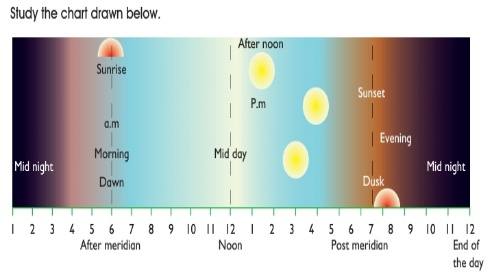 Study the chart drawn below.
After noon
Sunrise
P.m
Sunset
a.m
Evening
Morning
Mid day
Mid night
Mid night
Dawn
Dusk
1 2 3 4 5 6 7 8 9 10 11 12 1 2 3 4 5 6 7 8 9 10 11 12
After meridian
Noon
Post meridian
End of
the day